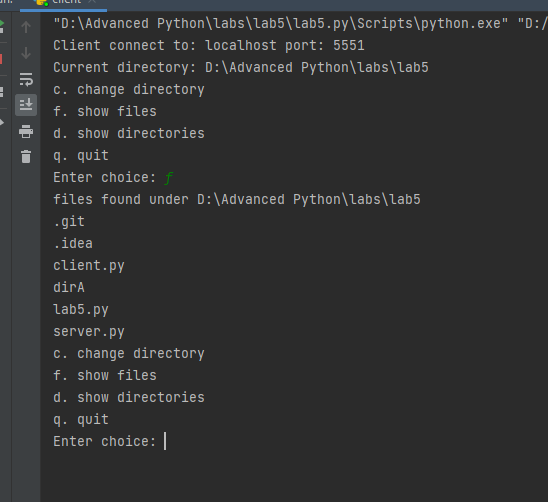 client
"D:\Advanced Python\labs\lab5\lab5.py\Scripts\python.exe" "D:/
Client connect to: localhost port: 5551
Current directory: D:\Advanced Python\labs\lab5
c. change directory
f. show files
d. show directories
q. quit
Enter choice: f
files found under D:\Advanced Python\labs\lab5
.git
.idea
client.py
dirA
lab5.py
server.py
c. change directory
f. show files
d. show directories
q. quit
Enter choice: